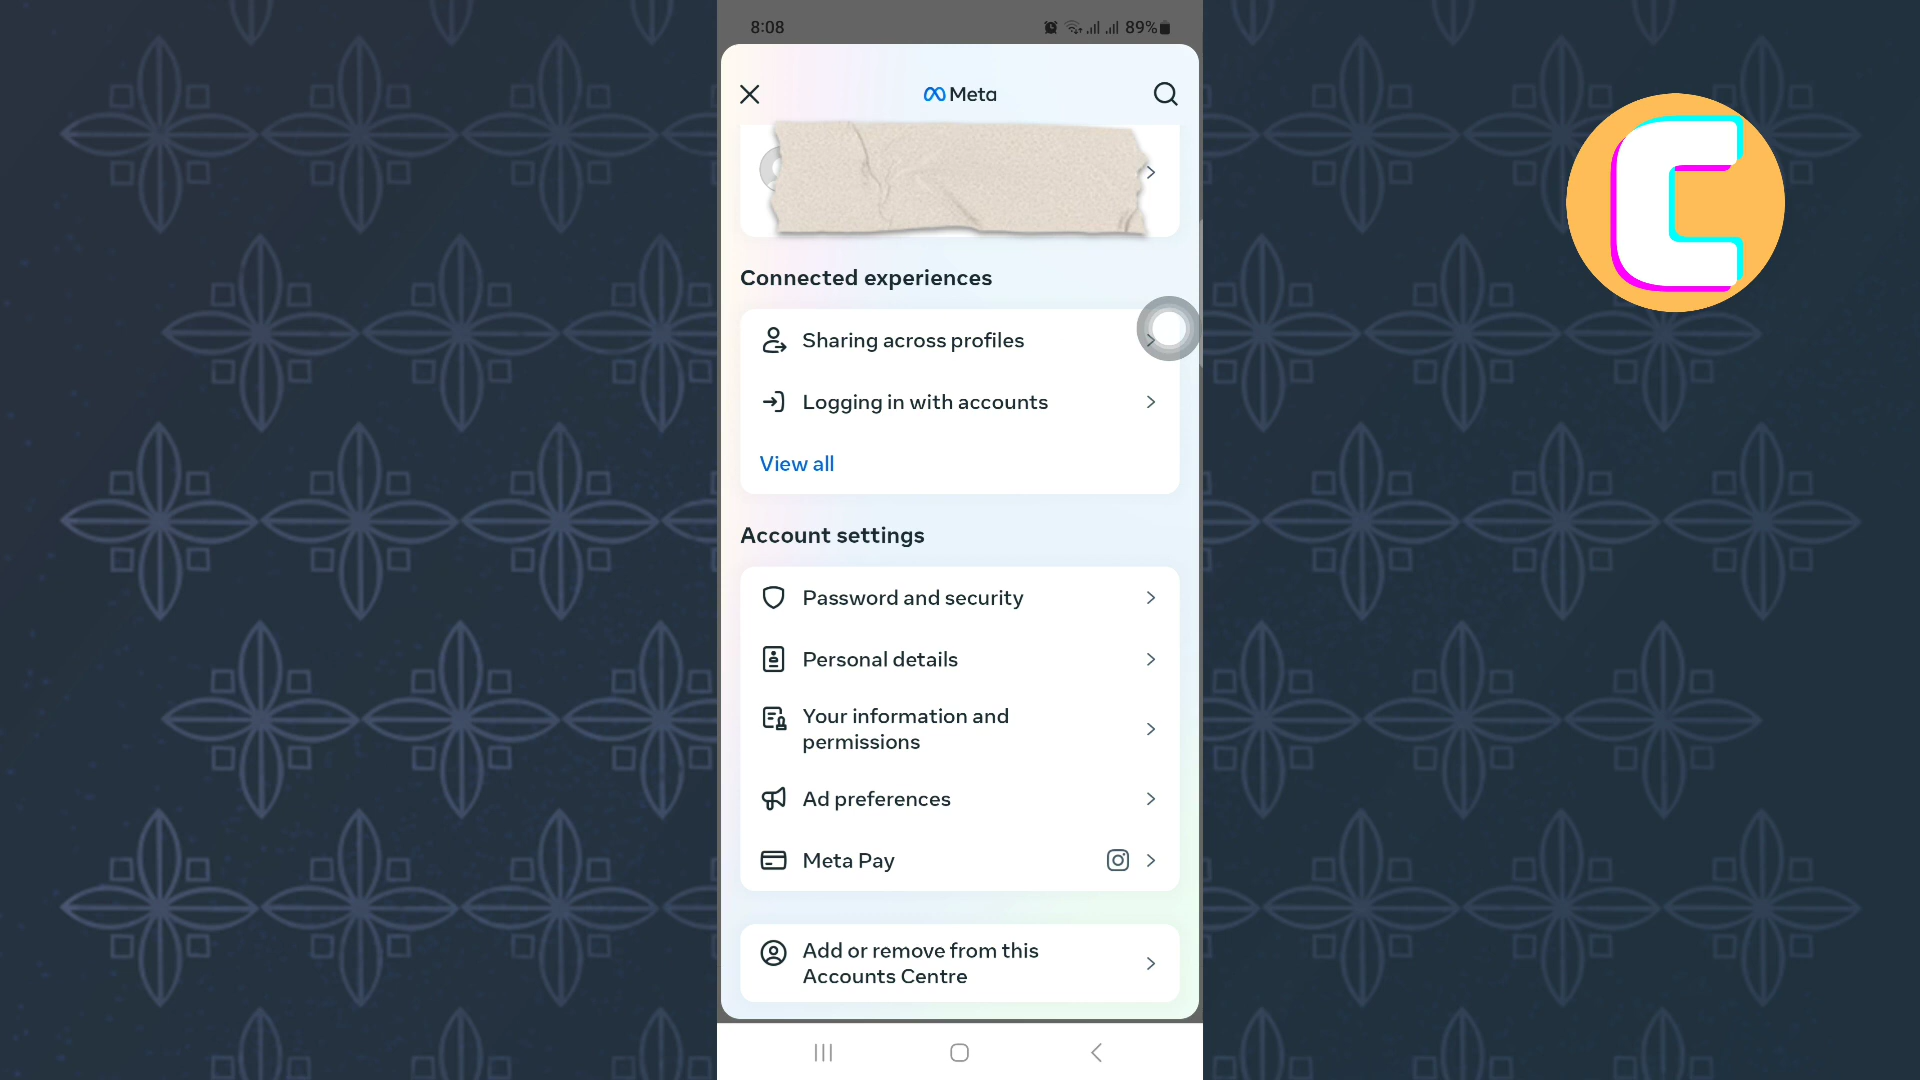 8:08
89%
Meta
Connected experiences
Sharing across profiles
Logging in with accounts
View all
Account settings
Password and security
Personal details
Your information and
permissions
Ad preferences
Meta Pay
Add or remove from this
Accounts Centre
C